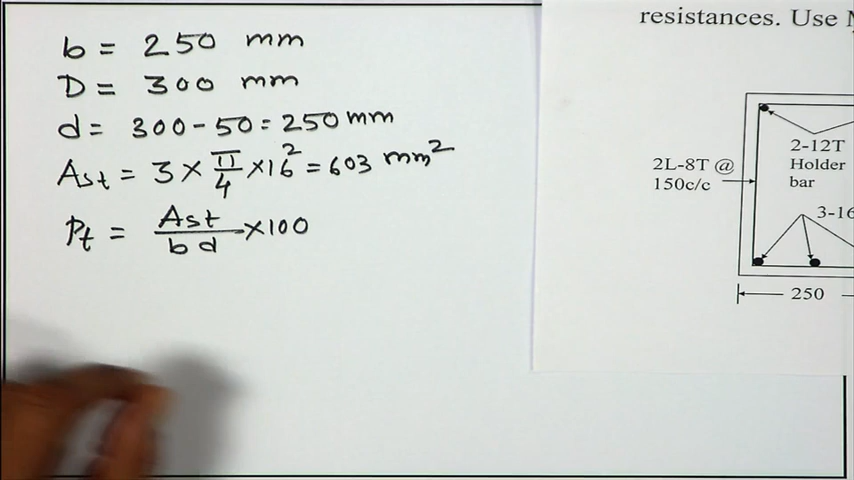 b = 250 mm
D = 300 mm
d = 300 - 50 = 250 mm
Ast = 3 × π/4 × 16² = 603 mm²
Pt = Ast/bd × 100
resistances. Use
2-12T
Holder
bar
2L-8T @
150c/c
3-16
250